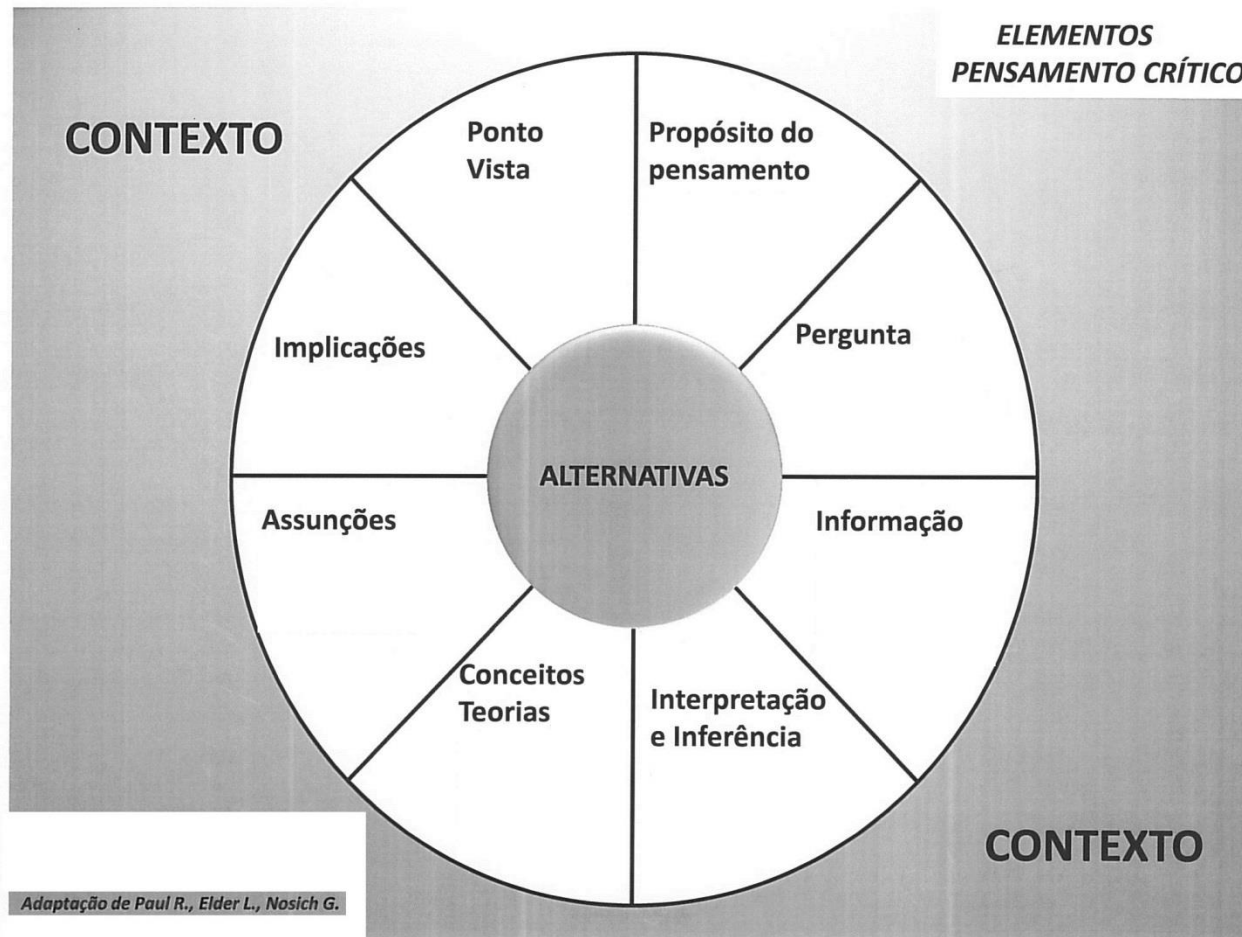 ELEMENTOS
PENSAMENTO CRÍTICO
CONTEXTO
Ponto
Vista
Propósito do
pensamento
Implicações
Pergunta
ALTERNATIVAS
Assunções
Informação
Conceitos
Teorias
Interpretação
e Inferência
CONTEXTO
Adaptação de Paul R., Elder L., Nosich G.